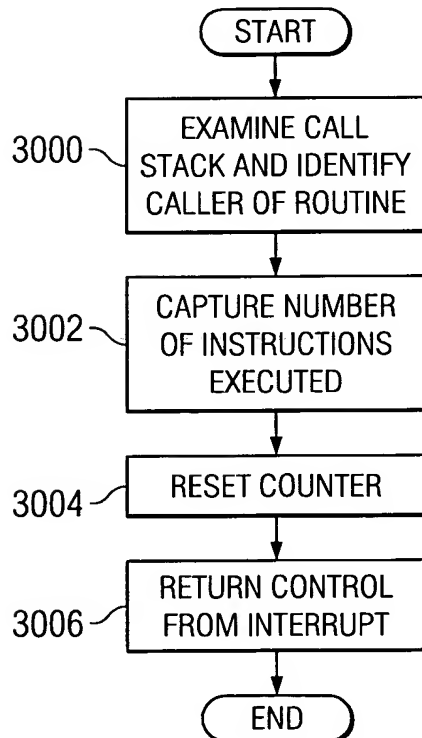 START
3000
EXAMINE CALL
STACK AND IDENTIFY
CALLER OF ROUTINE
3002
CAPTURE NUMBER
OF INSTRUCTIONS
EXECUTED
3004
RESET COUNTER
3006
RETURN CONTROL
FROM INTERRUPT
END